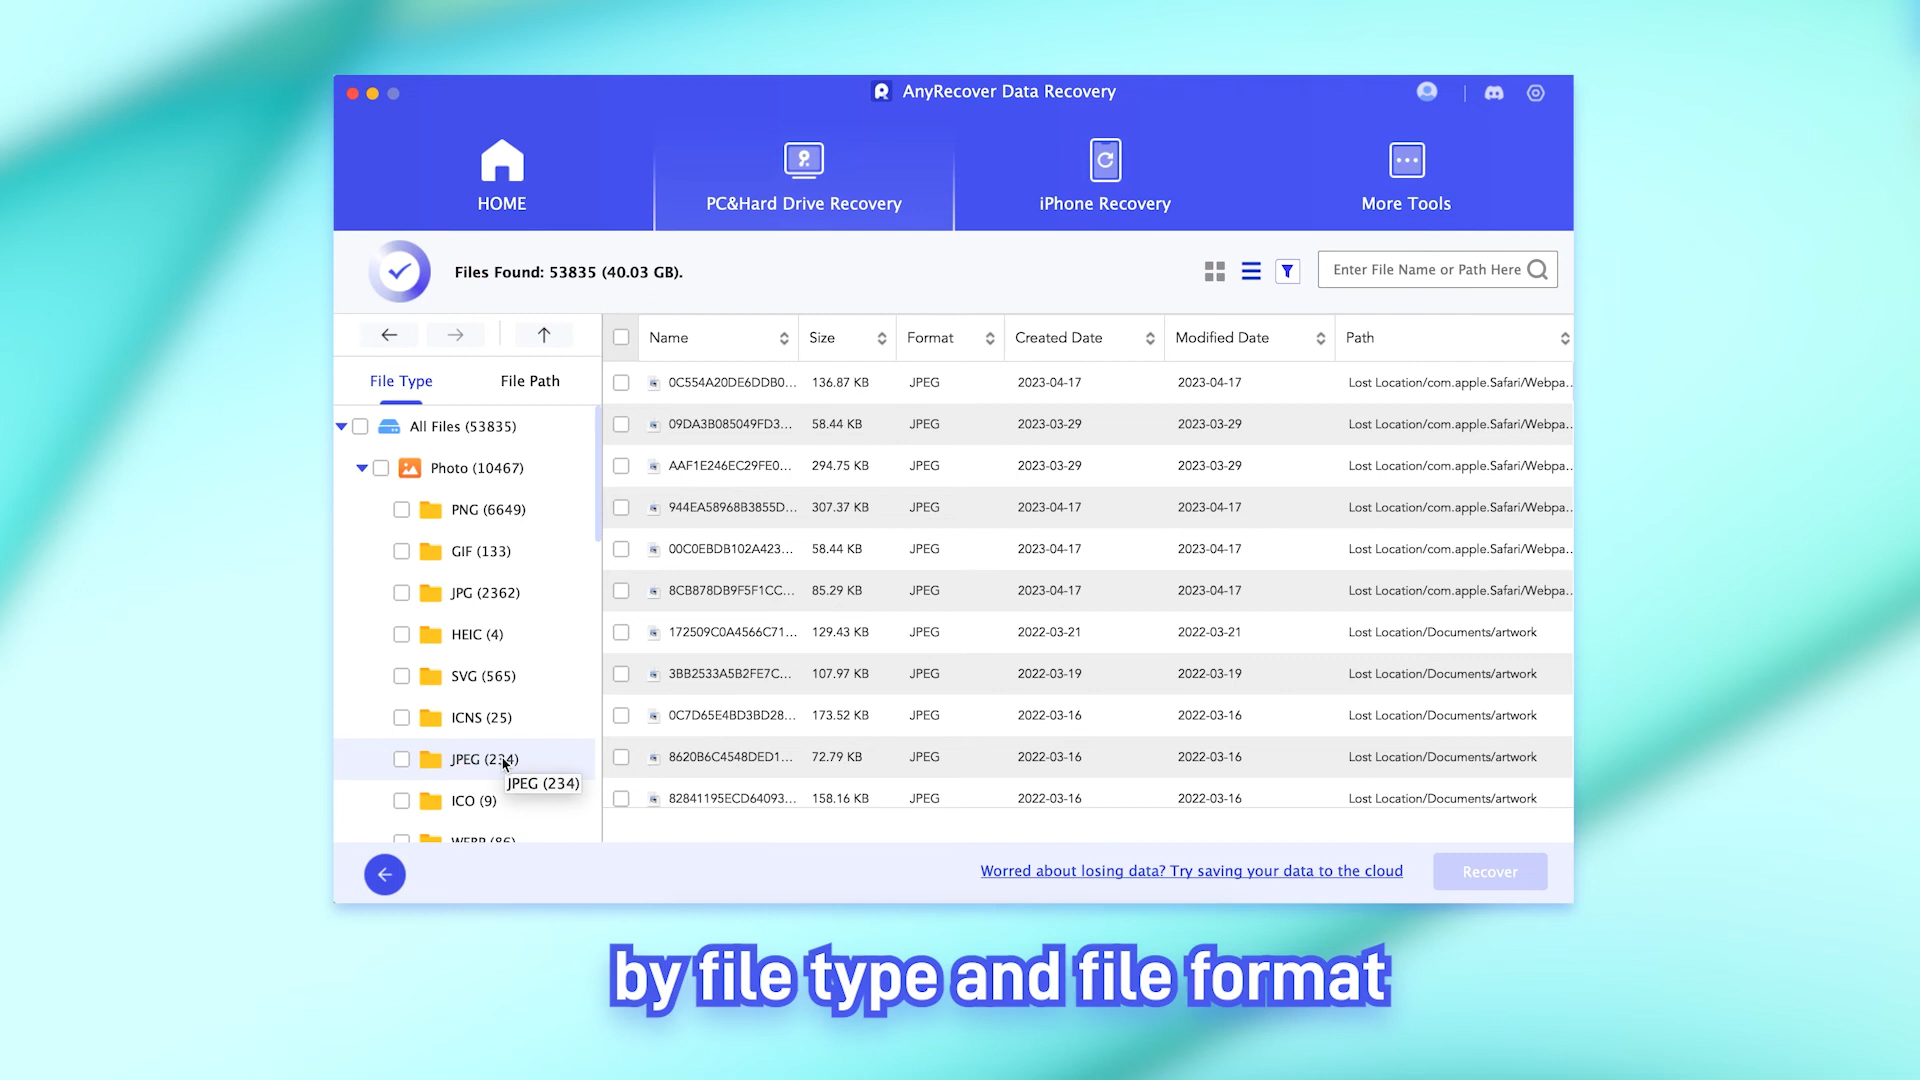 AnyRecover Data Recovery
HOME
PC&Hard Drive Recovery
iPhone Recovery
More Tools
Files Found: 53835 (40.03 GB).
Enter File Name or Path Here
File Type
File Path
All Files (53835)
Photo (10467)
PNG (6649)
GIF (133)
JPG (2362)
HEIC (4)
SVG (565)
ICNS (25)
JPEG (234)
JPEG (234)
ICO (9)
WEBP (86)
Name Size Format Created Date Modified Date Path
0C554A20DE6DDB0... 136.87 KB JPEG 2023-04-17 2023-04-17 Lost Location/com.apple.Safari/Webpa..
09DA3B085049FD3... 58.44 KB JPEG 2023-03-29 2023-03-29 Lost Location/com.apple.Safari/Webpa..
AAF1E246EC29FE0... 294.75 KB JPEG 2023-03-29 2023-03-29 Lost Location/com.apple.Safari/Webpa..
944EA58968B3855D... 307.37 KB JPEG 2023-04-17 2023-04-17 Lost Location/com.apple.Safari/Webpa..
00C0EBDB102A423... 58.44 KB JPEG 2023-04-17 2023-04-17 Lost Location/com.apple.Safari/Webpa..
8CB878DB9F5F1CC... 85.29 KB JPEG 2023-04-17 2023-04-17 Lost Location/com.apple.Safari/Webpa..
172509C0A4566C71... 129.43 KB JPEG 2022-03-21 2022-03-21 Lost Location/Documents/artwork
3BB2533A5B2FE7C... 107.97 KB JPEG 2022-03-19 2022-03-19 Lost Location/Documents/artwork
0C7D65E4BD3BD28... 173.52 KB JPEG 2022-03-16 2022-03-16 Lost Location/Documents/artwork
8620B6C4548DED1... 72.79 KB JPEG 2022-03-16 2022-03-16 Lost Location/Documents/artwork
82841195ECD64093... 158.16 KB JPEG 2022-03-16 2022-03-16 Lost Location/Documents/artwork
Worred about losing data? Try saving your data to the cloud
Recover
by file type and file format